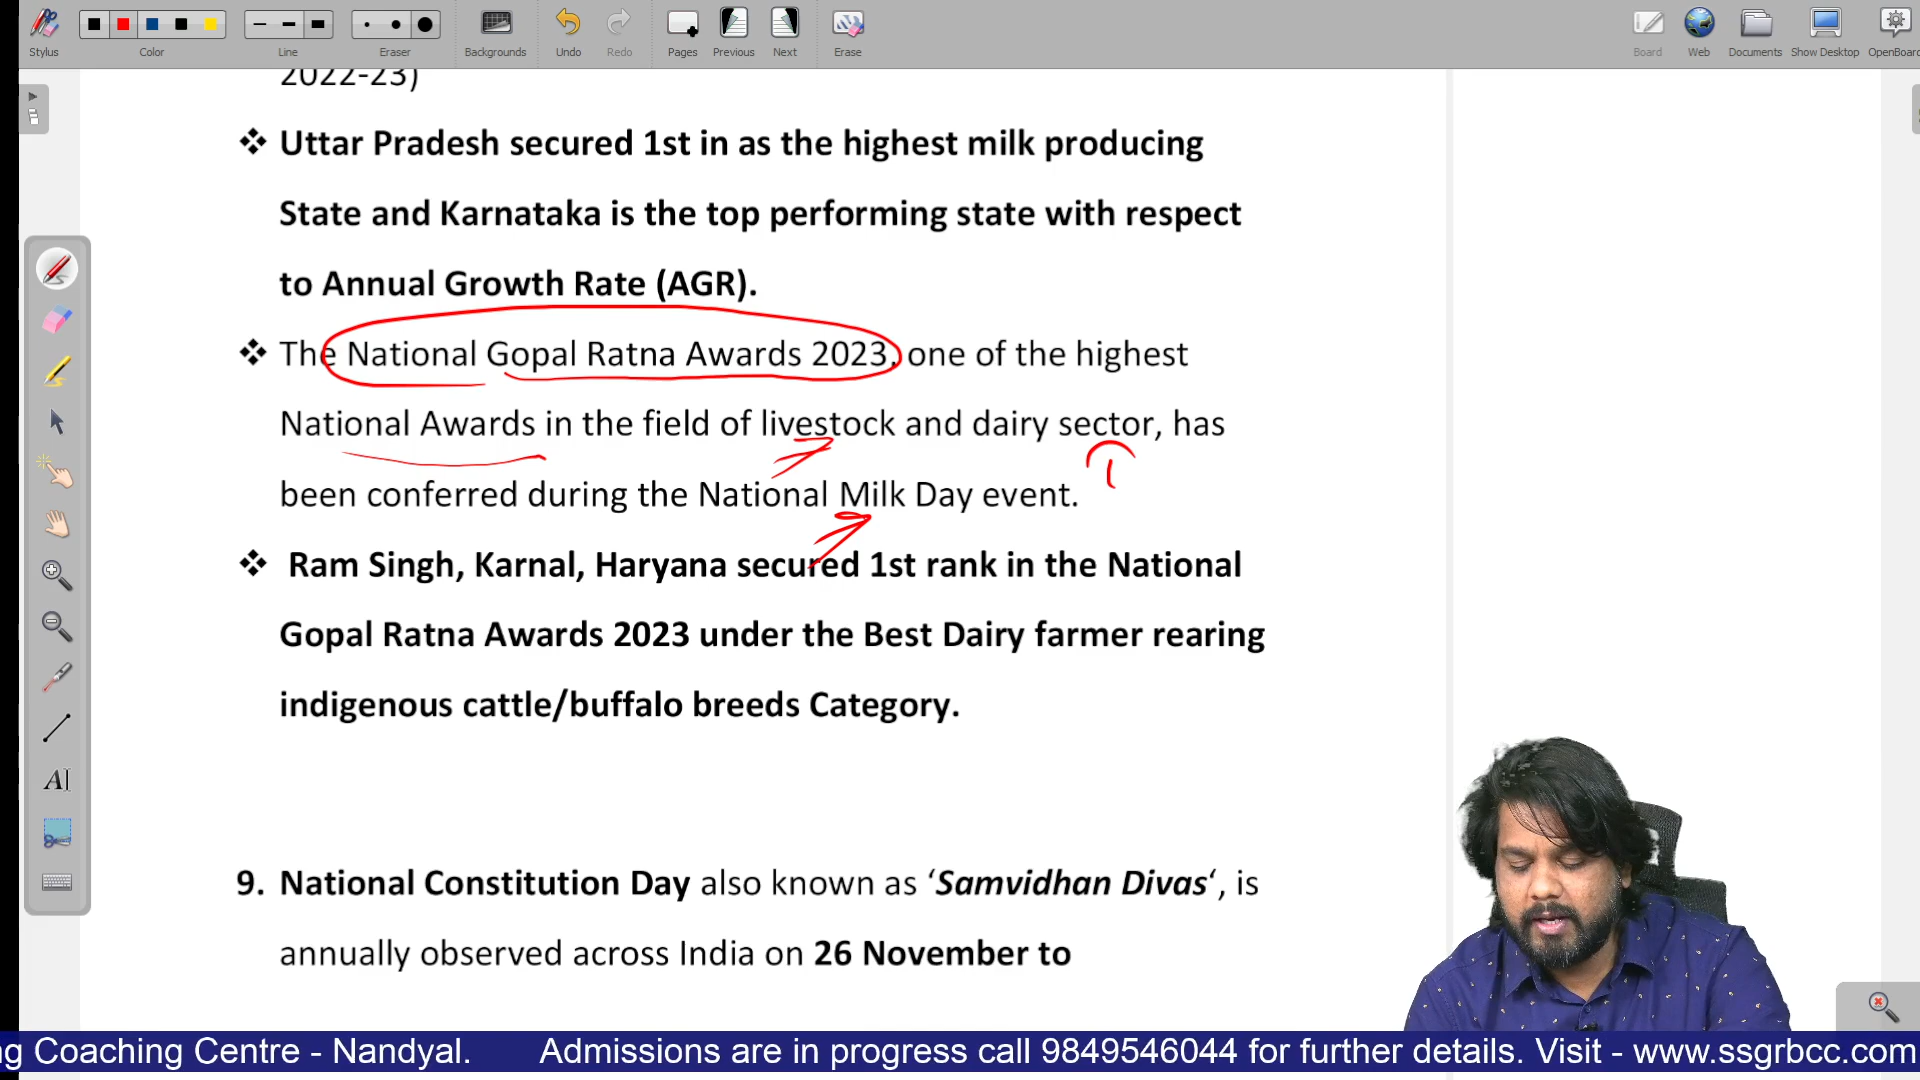 Stylus Color Line Eraser Backgrounds Undo Redo Pages Previous Next Erase Board Web Documents Show Desktop OpenBoar
2022-23)
❖ Uttar Pradesh secured 1st in as the highest milk producing
State and Karnataka is the top performing state with respect
to Annual Growth Rate (AGR).
❖ The National Gopal Ratna Awards 2023, one of the highest
National Awards in the field of livestock and dairy sector, has
been conferred during the National Milk Day event.
❖ Ram Singh, Karnal, Haryana secured 1st rank in the National
Gopal Ratna Awards 2023 under the Best Dairy farmer rearing
indigenous cattle/buffalo breeds Category.
9. National Constitution Day also known as ‘Samvidhan Divas‘, is
annually observed across India on 26 November to
ng Coaching Centre - Nandyal. Admissions are in progress call 9849546044 for further details. Visit - www.ssgrbcc.com